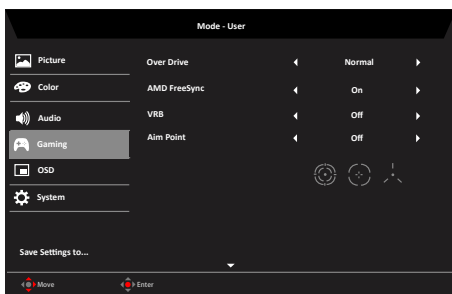 Mode - User
Picture
Over Drive Normal
AMD FreeSync On
Color
VRB Off
Audio
Aim Point Off
Gaming
OSD
System
Save Settings to...
Move Enter